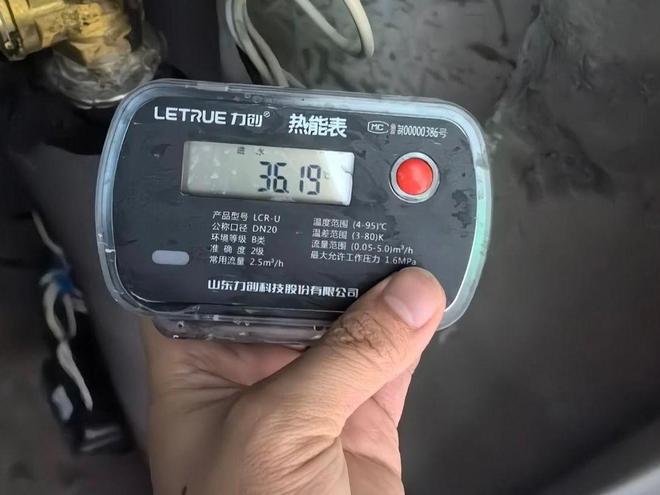 LETRUE力创® 热能表 MC 鲁制00000386号
进 水
36.19 ℃
产品型号 LCR-U 温度范围 (4-95)℃
公称口径 DN20 温差范围 (3-80)K
环境等级 B类 流量范围 (0.05-5.0)m³/h
准 确 度 2级 最大允许工作压力 1.6MPa
常用流量 2.5m³/h
山东力创科技股份有限公司